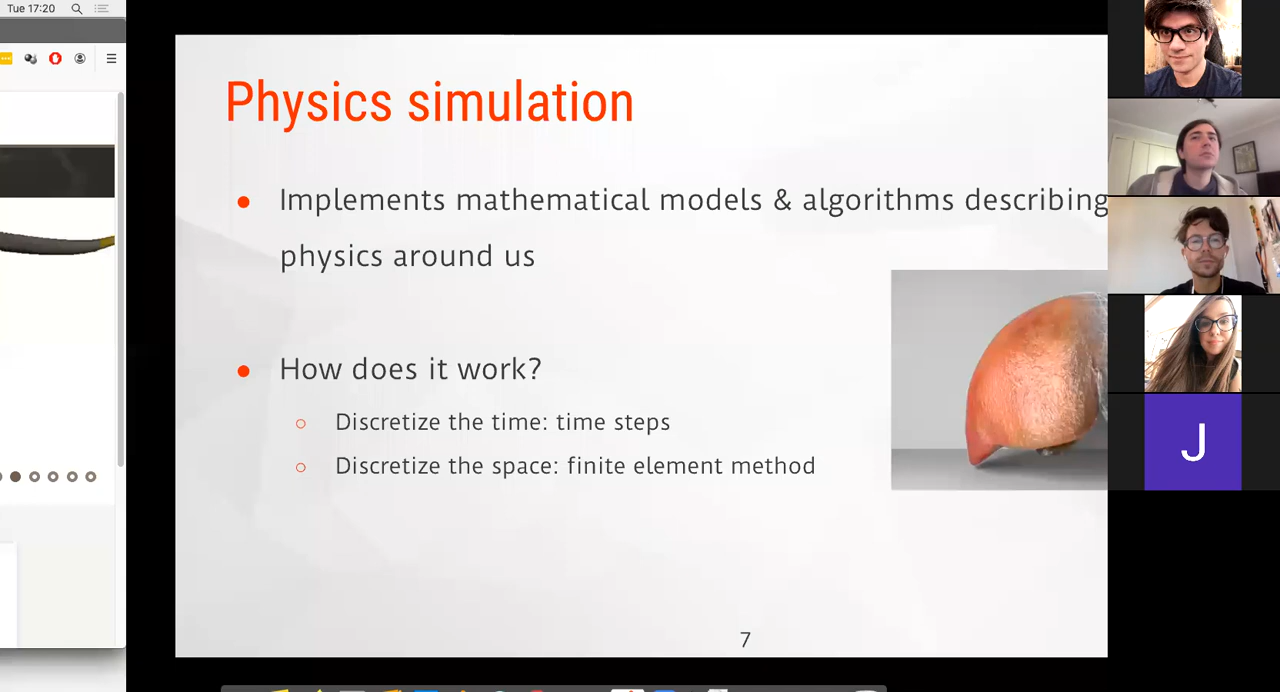 Tue 17:20
Physics simulation
Implements mathematical models & algorithms describing
physics around us
How does it work?
Discretize the time: time steps
Discretize the space: finite element method
7
J